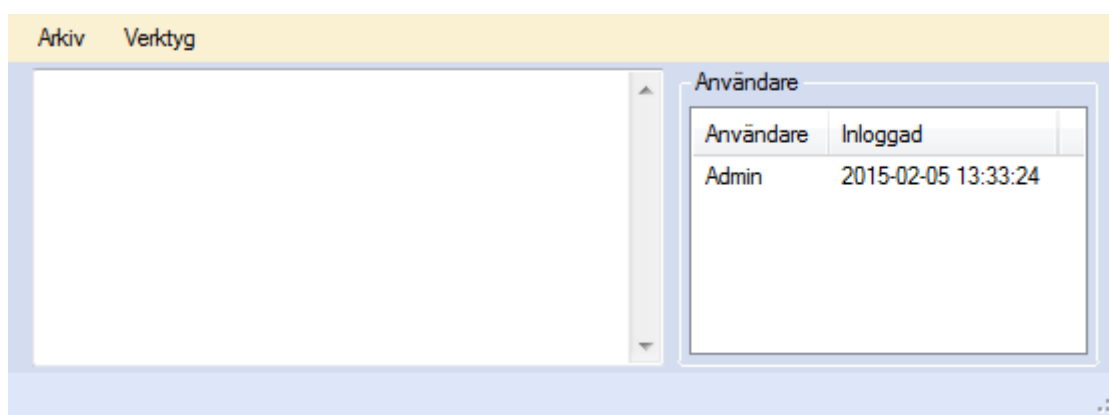 Arkiv Verktyg
Användare
Användare Inloggad
Admin 2015-02-05 13:33:24